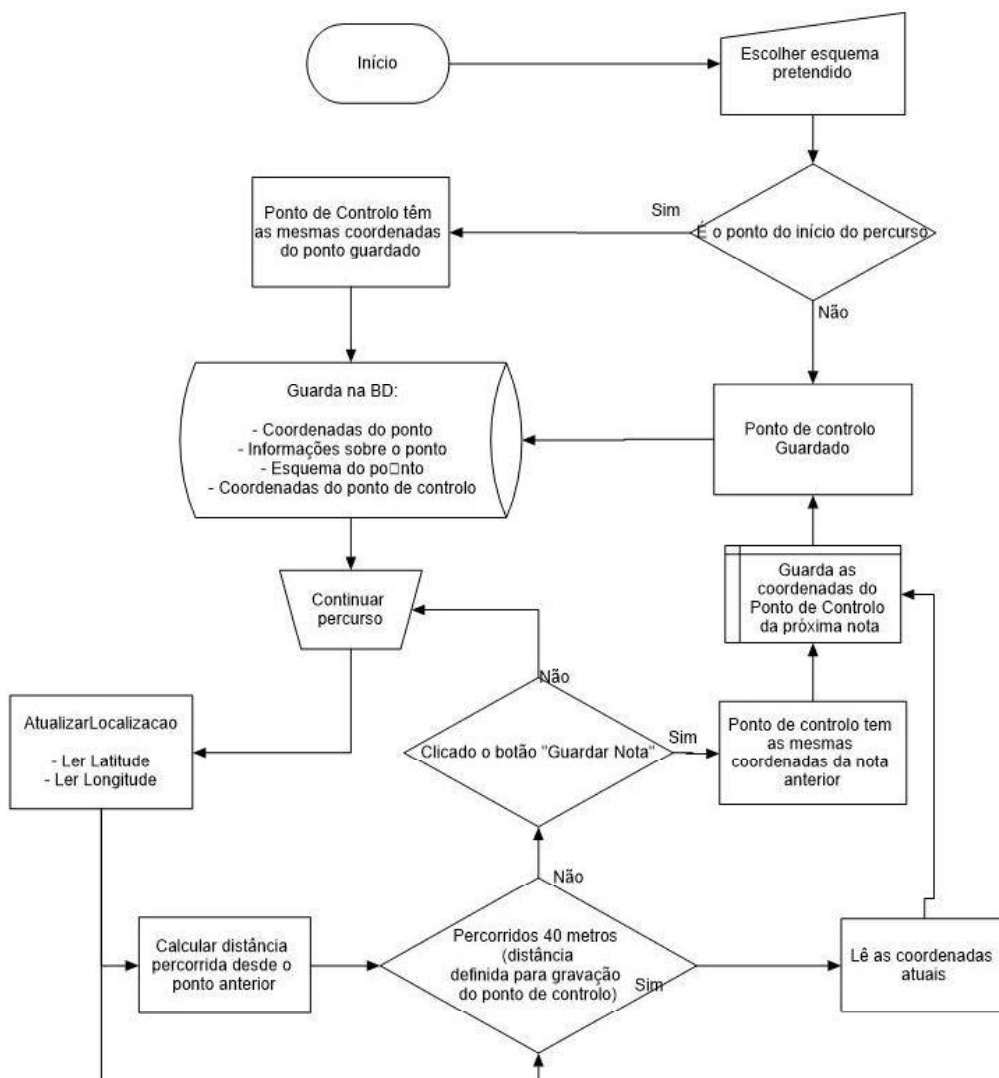 Início
Escolher esquema
pretendido
Sim
É o ponto do início do percurso
Não
Ponto de Controlo têm
as mesmas coordenadas
do ponto guardado
Guarda na BD:
- Coordenadas do ponto
- Informações sobre o ponto
- Esquema do po□nto
- Coordenadas do ponto de controlo
Ponto de controlo
Guardado
Guarda as
coordenadas do
Ponto de Controlo
da próxima nota
Continuar
percurso
Não
AtualizarLocalizacao
- Ler Latitude
- Ler Longitude
Clicado o botão "Guardar Nota"
Sim
Ponto de controlo tem
as mesmas
coordenadas da nota
anterior
Não
Calcular distância
percorrida desde o
ponto anterior
Percorridos 40 metros
(distância
definida para gravação
do ponto de controlo)
Sim
Lê as coordenadas
atuais